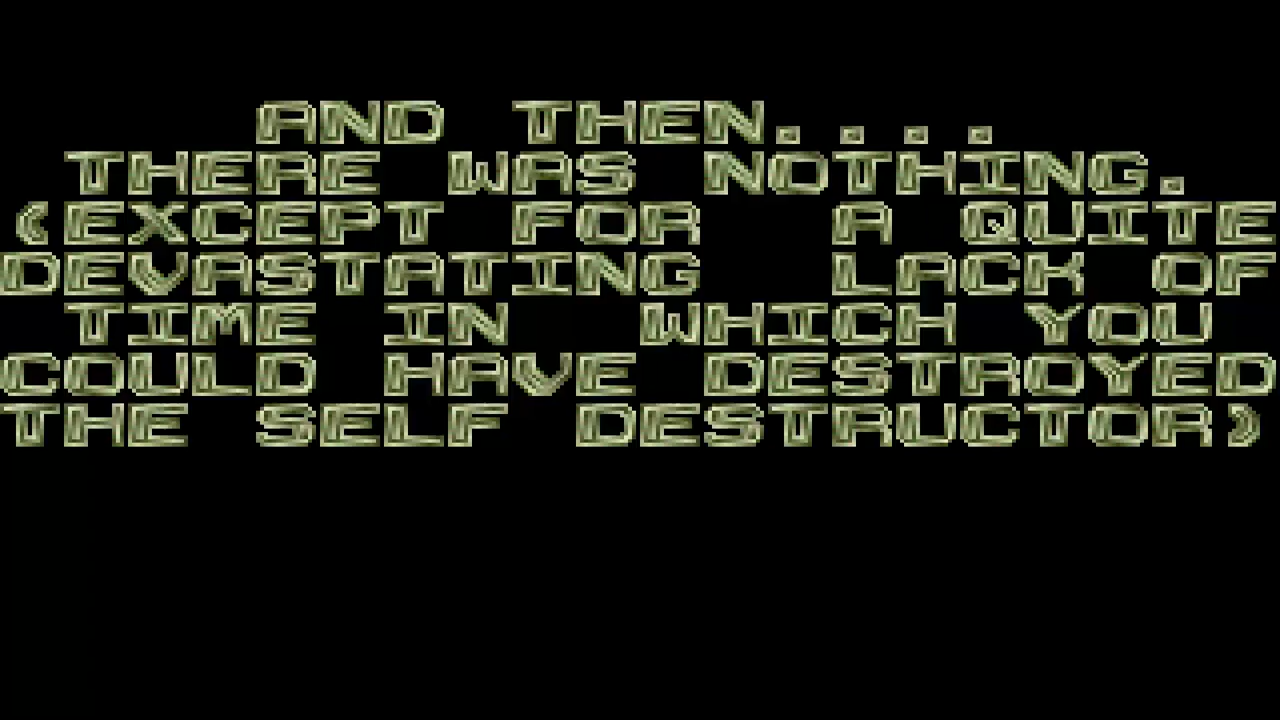 AND THEN....
THERE WAS NOTHING.
(EXCEPT FOR A QUITE
DEVASTATING LACK OF
TIME IN WHICH YOU
COULD HAVE DESTROYED
THE SELF DESTRUCTOR)